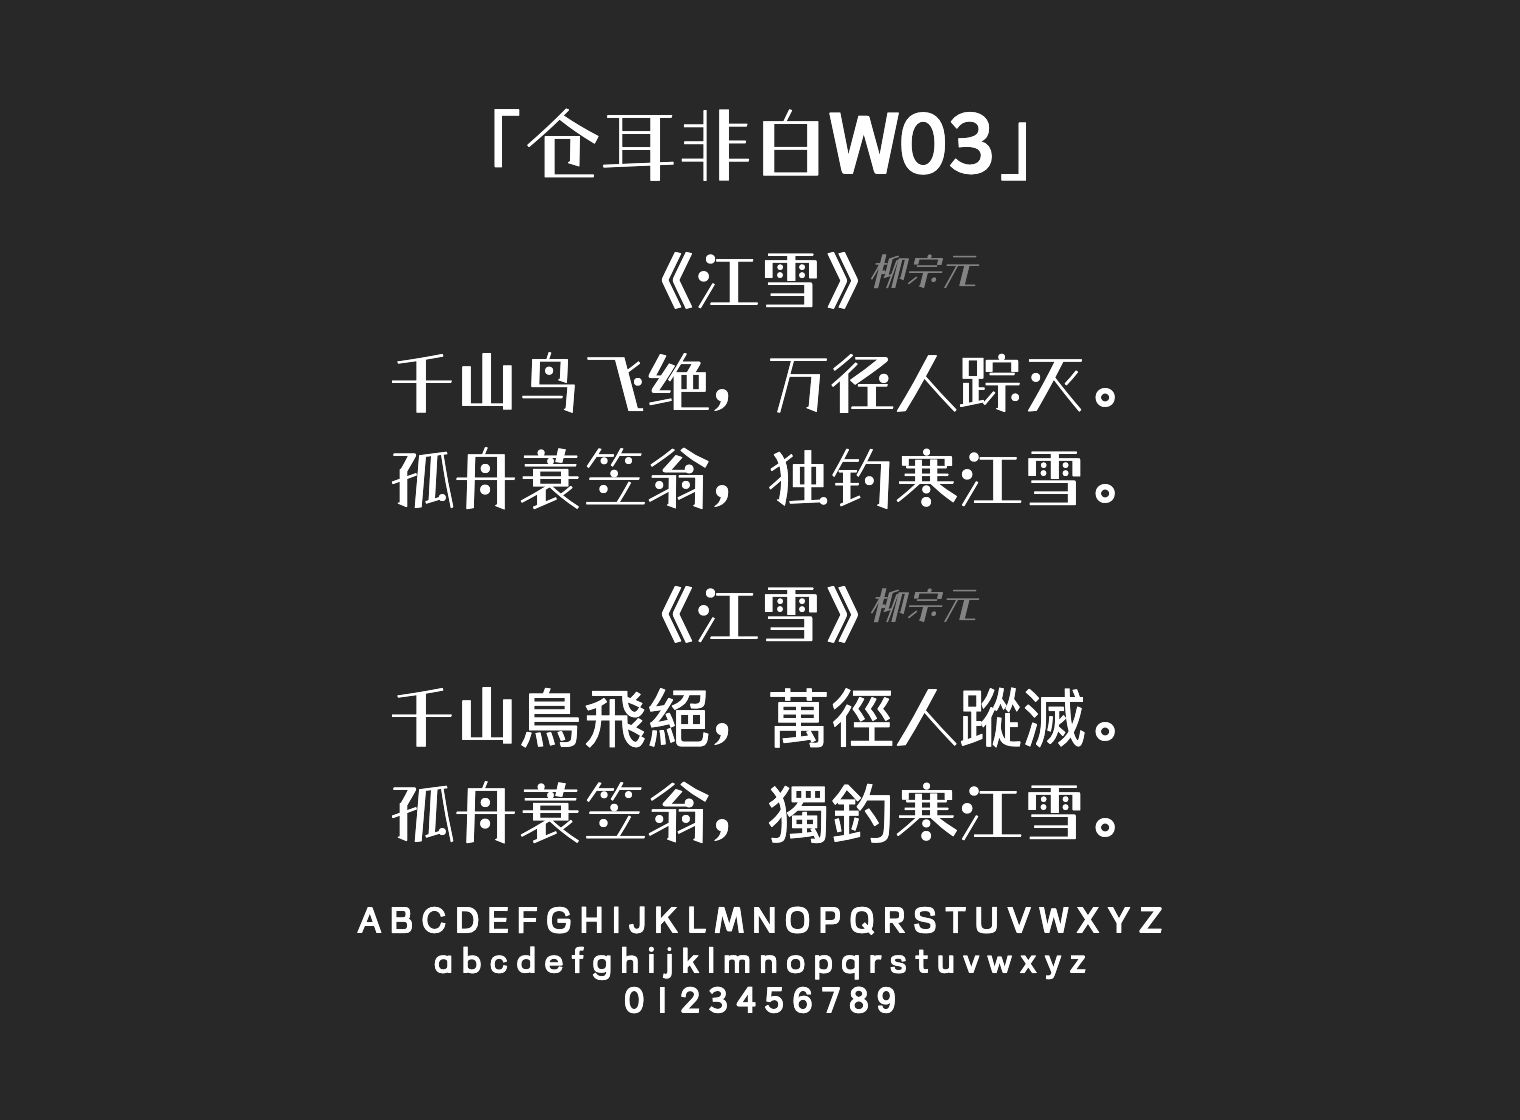 「仓耳非白W03」
《江雪》柳宗元
千山鸟飞绝，万径人踪灭。
孤舟蓑笠翁，独钓寒江雪。
《江雪》柳宗元
千山鳥飛絕，萬徑人蹤滅。
孤舟蓑笠翁，獨釣寒江雪。
ABCDEFGHIJKLMNOPQRSTUVWXYZ
abcdefghijklmnopqrstuvwxyz
0123456789